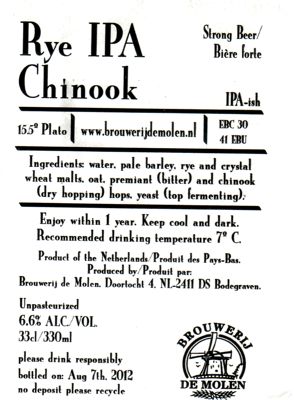 Rye IPA
Chinook
Strong Beer/
Bière forte
IPA-ish
15.5º Plato
www.brouwerijdemolen.nl
EBC 30
41 EBU
Ingredients: water, pale barley, rye and crystal
wheat malts, oat, premiant (bitter) and chinook
(dry hopping) hops, yeast (top fermenting).
Enjoy within 1 year. Keep cool and dark.
Recommended drinking temperature 7º C.
Product of the Netherlands/Produit des Pays-Bas.
Produced by/Produit par:
Brouwerij de Molen. Doortocht 4. NL-2411 DS Bodegraven.
Unpasteurized
6.6% ALC/VOL.
33cl/330ml
please drink responsibly
bottled on: Aug 7th. 2012
no deposit please recycle
BROUWERIJ
DE MOLEN